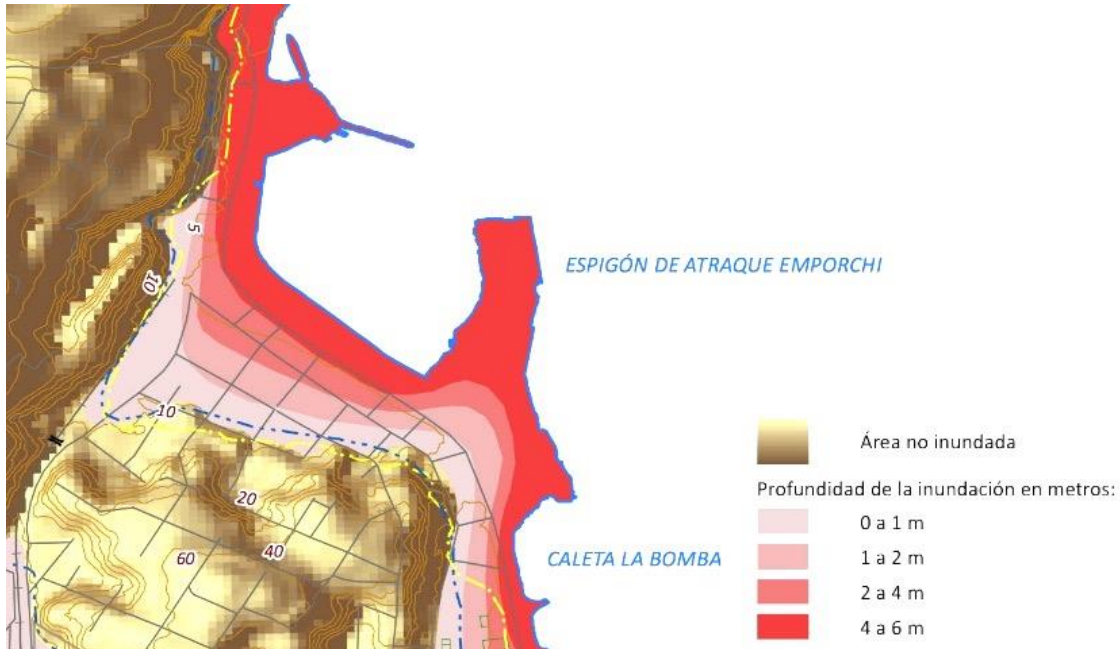 5
10
10
20
40
60
ESPIGÓN DE ATRAQUE EMPORCHI
CALETA LA BOMBA
Área no inundada
Profundidad de la inundación en metros:
0 a 1 m
1 a 2 m
2 a 4 m
4 a 6 m